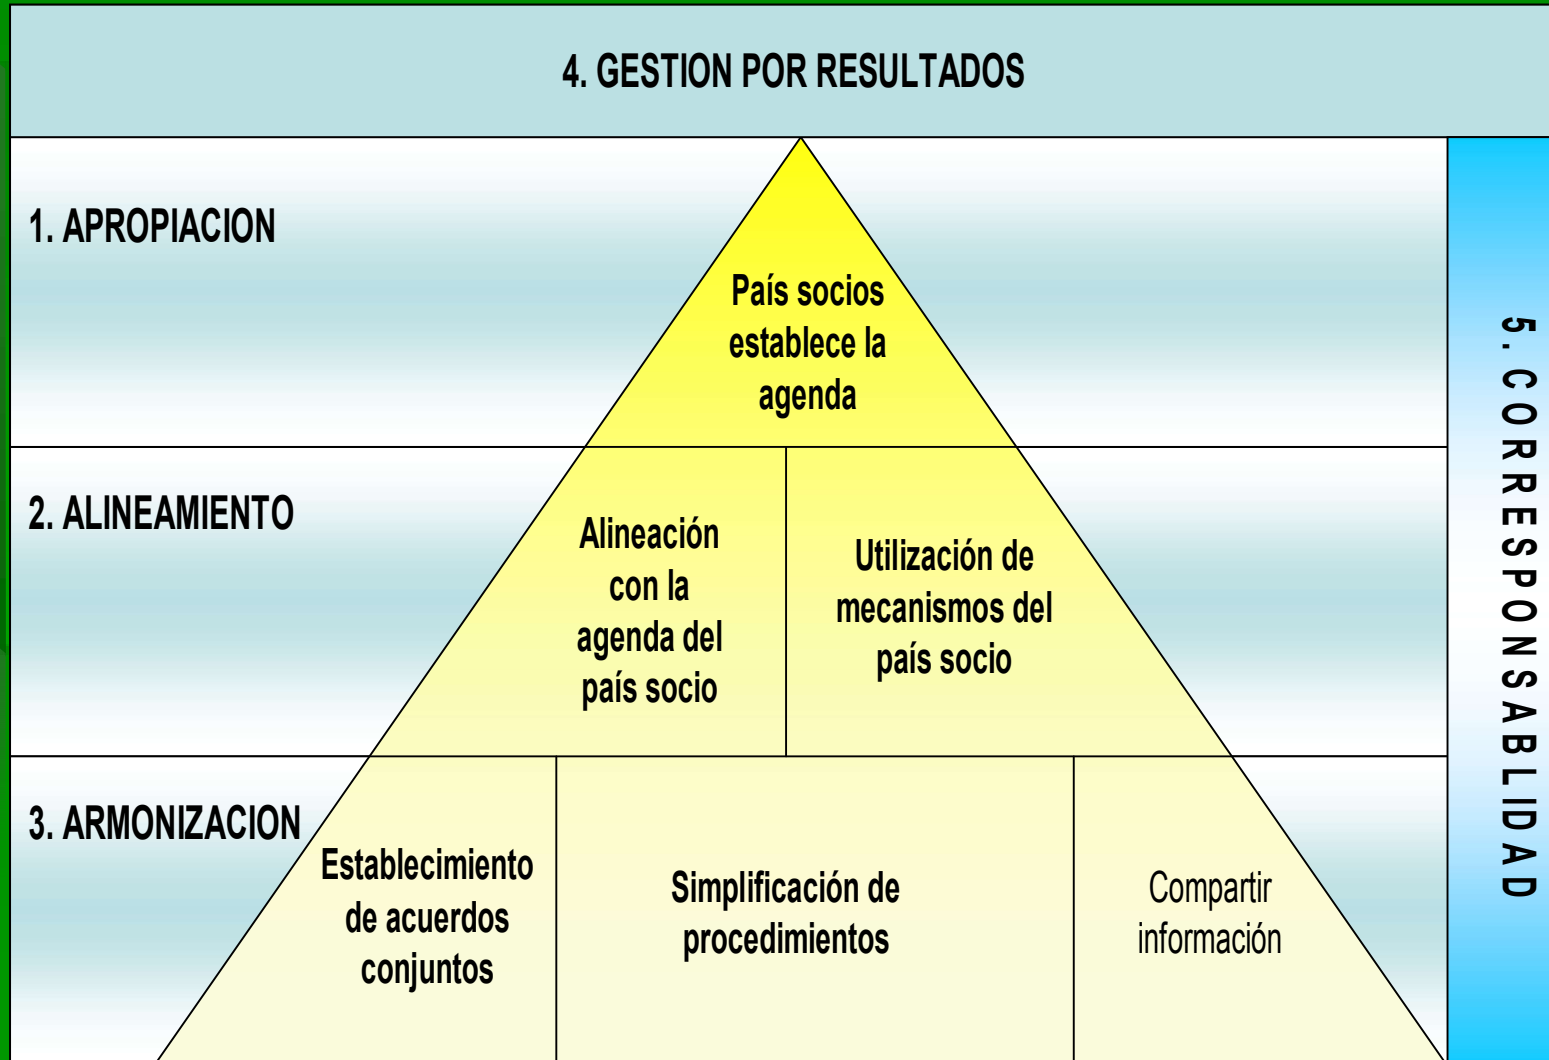 4. GESTION POR RESULTADOS
1. APROPIACION
País socios
establece la
agenda
2. ALINEAMIENTO
Alineación
con la
agenda del
país socio
Utilización de
mecanismos del
país socio
3. ARMONIZACION
Establecimiento
de acuerdos
conjuntos
Simplificación de
procedimientos
Compartir
información
5. CORRESPONSABLIDAD